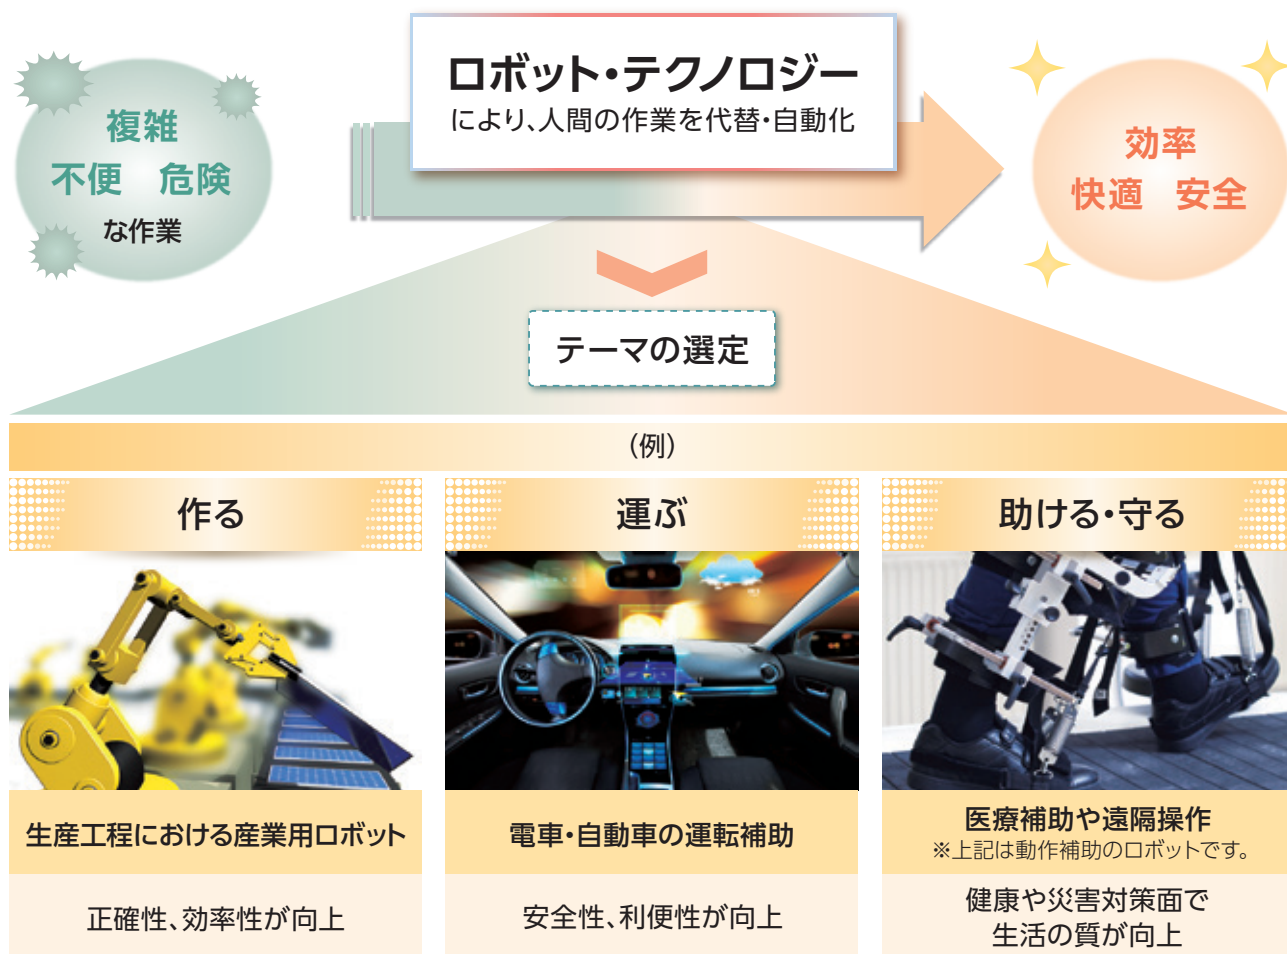 複雑
不便　危険
な作業
ロボット・テクノロジー
により、人間の作業を代替・自動化
効率
快適　安全
テーマの選定
(例)
作る
生産工程における産業用ロボット
正確性、効率性が向上
運ぶ
電車・自動車の運転補助
安全性、利便性が向上
助ける・守る
医療補助や遠隔操作
※上記は動作補助のロボットです。
健康や災害対策面で
生活の質が向上